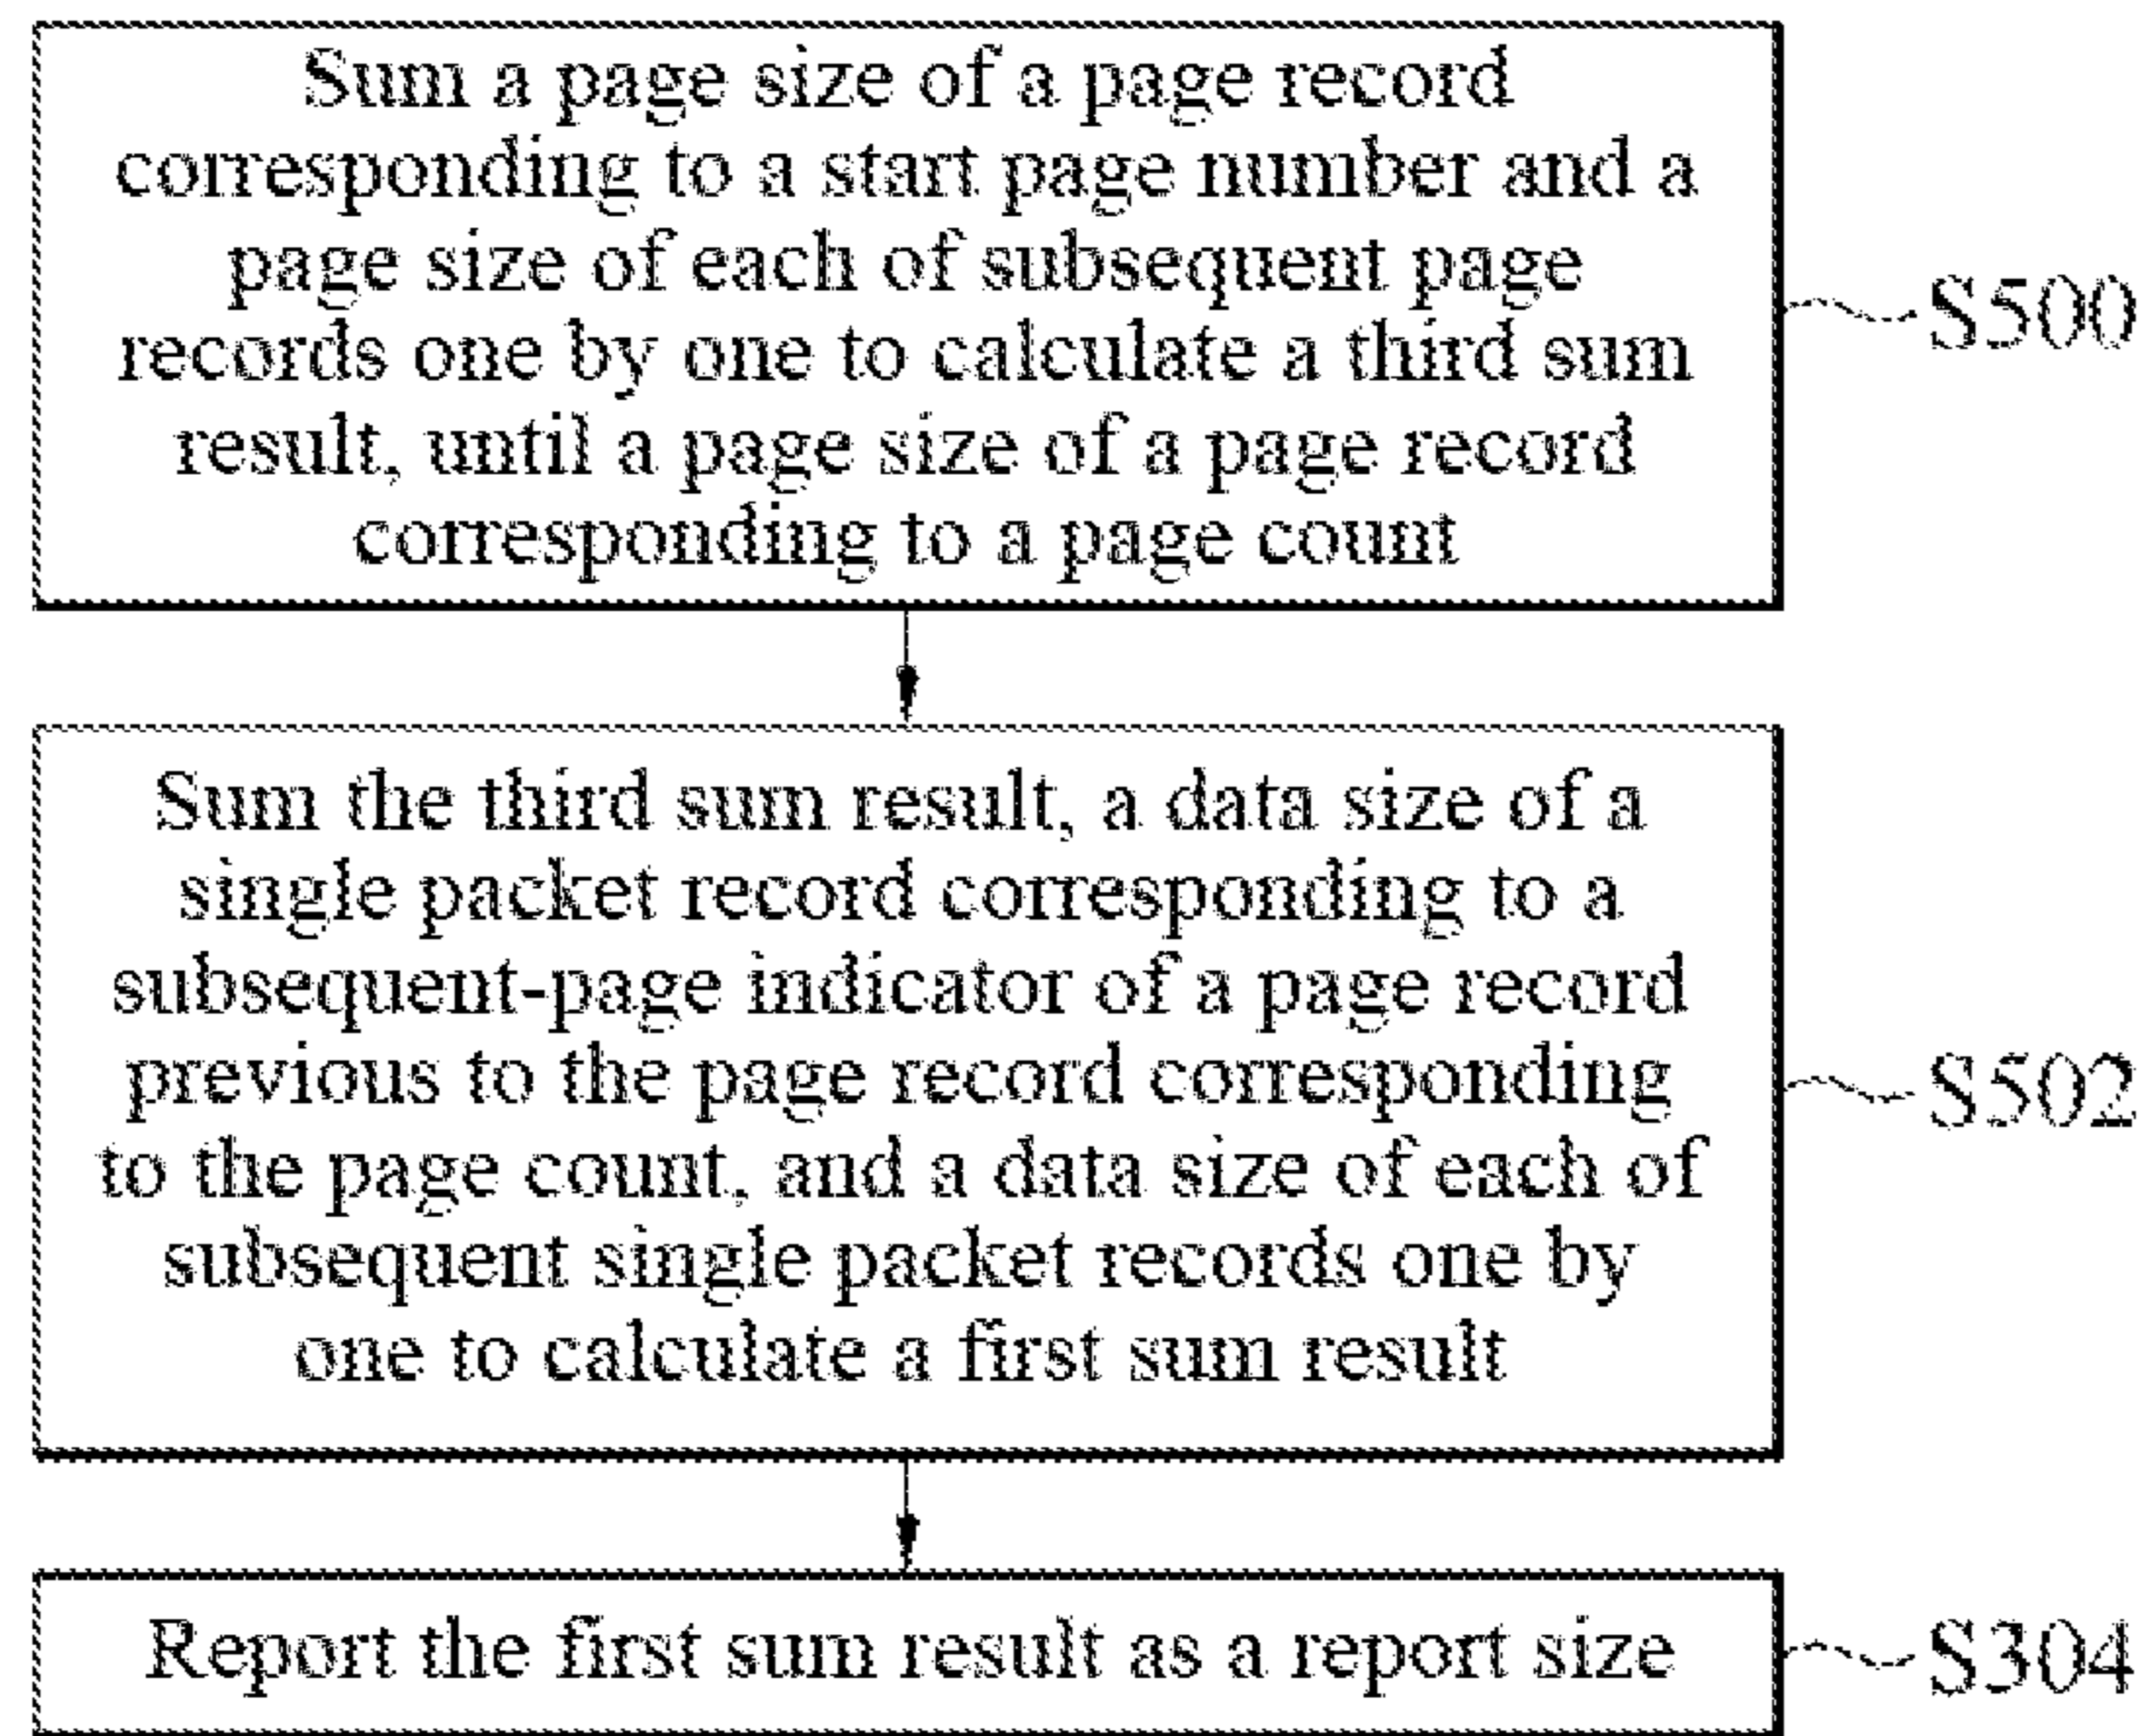 Sum a page size of a page record
corresponding to a start page number and a
page size of each of subsequent page
records one by one to calculate a third sum
result, until a page size of a page record
corresponding to a page count
S500
Sum the third sum result, a data size of a
single packet record corresponding to a
subsequent-page indicator of a page record
previous to the page record corresponding
to the page count, and a data size of each of
subsequent single packet records one by
one to calculate a first sum result
S502
Report the first sum result as a report size
S304